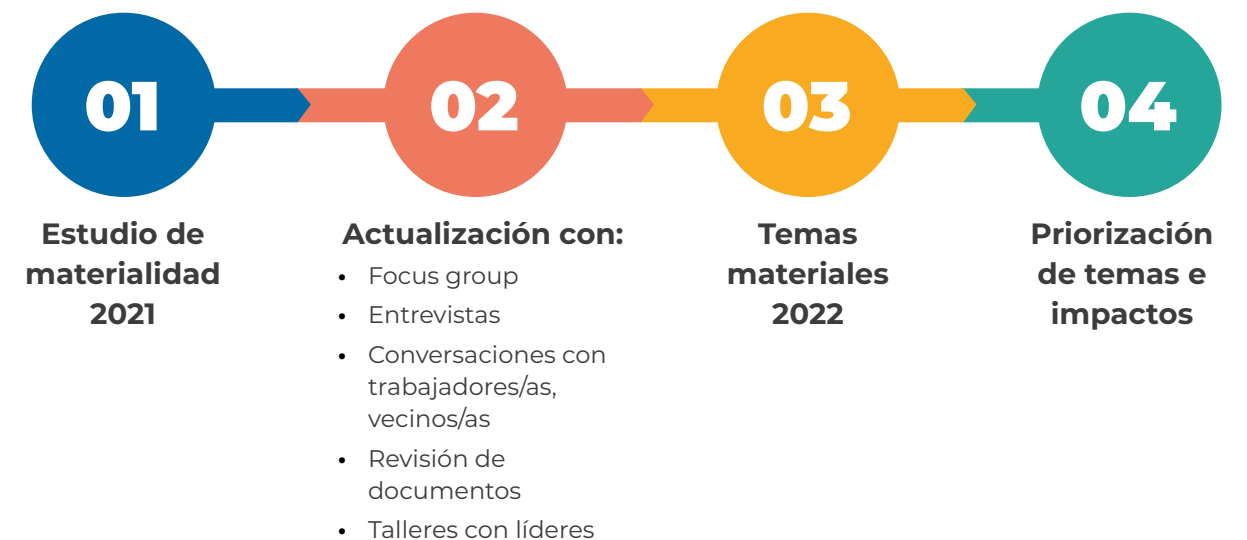 01
Estudio de
materialidad
2021
02
Actualización con:
• Focus group
• Entrevistas
• Conversaciones con
trabajadores/as,
vecinos/as
• Revisión de
documentos
• Talleres con líderes
03
Temas
materiales
2022
04
Priorización
de temas e
impactos